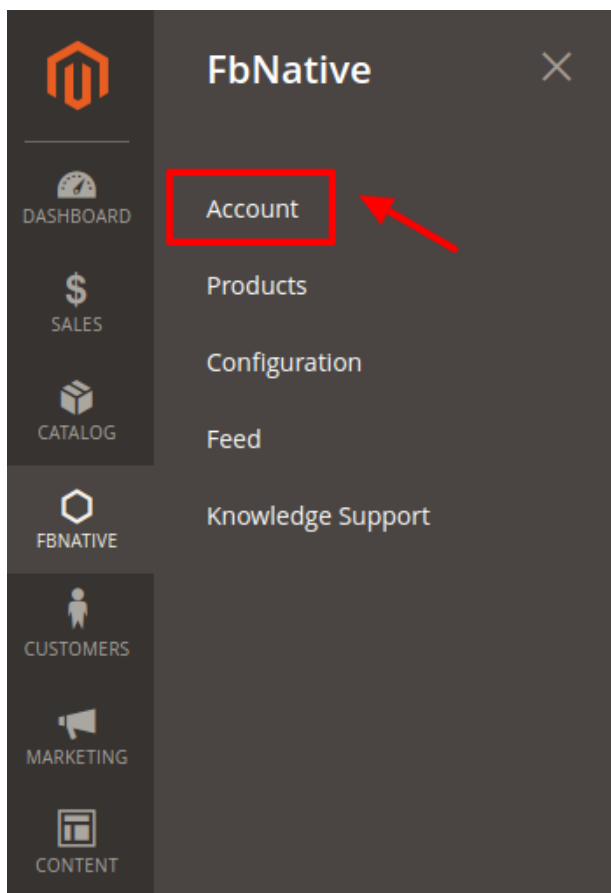 FbNative
DASHBOARD
Account
Products
SALES
Configuration
CATALOG
Feed
Knowledge Support
FBNATIVE
CUSTOMERS
MARKETING
CONTENT